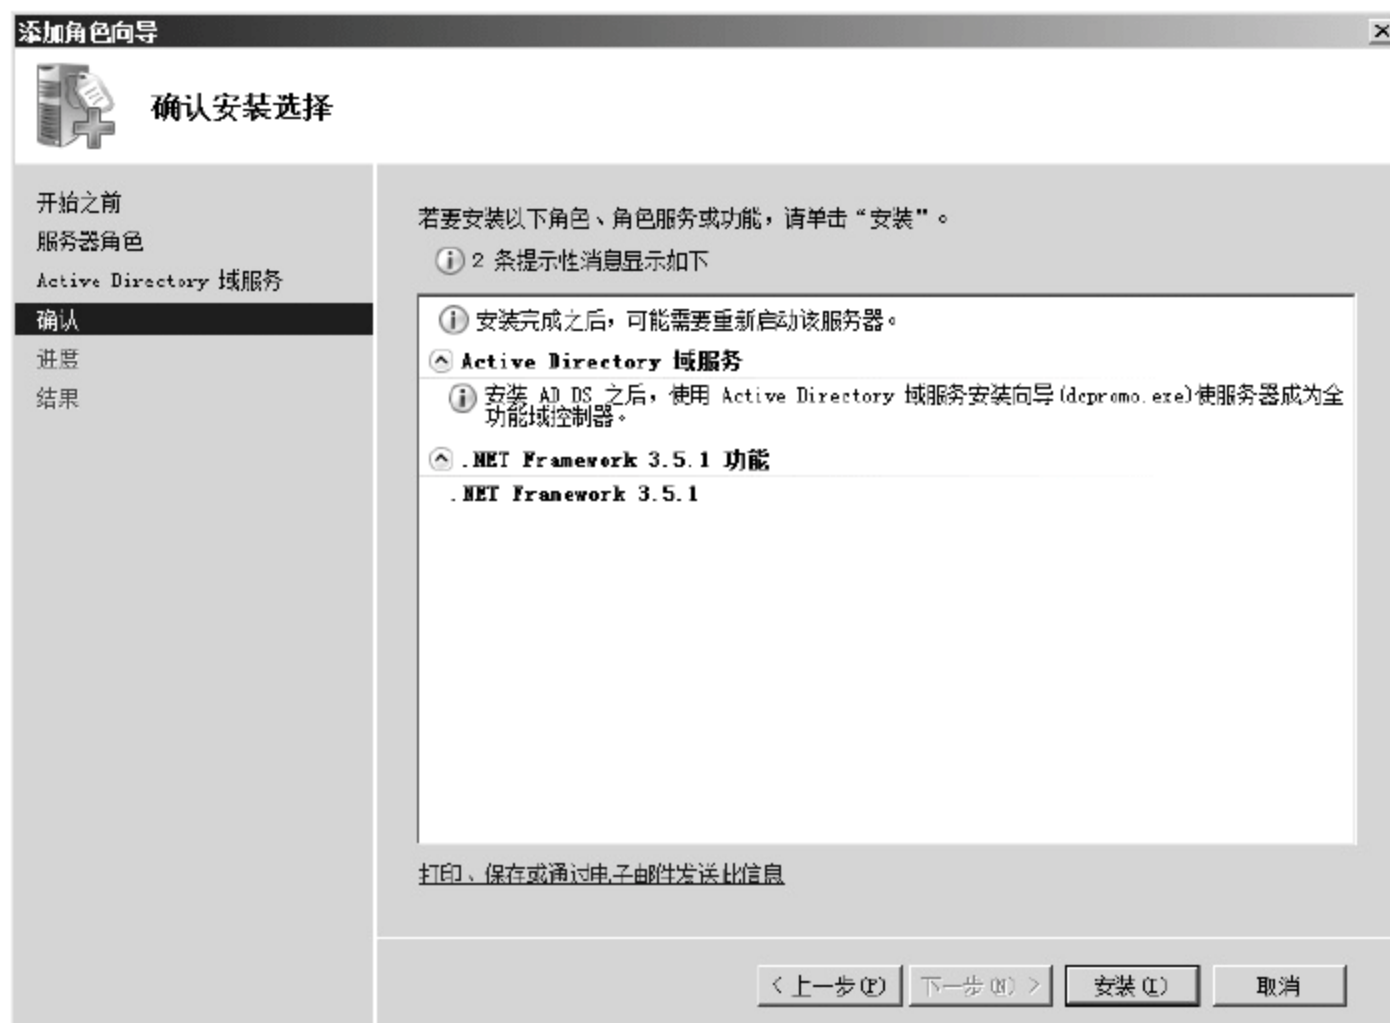 添加角色向导
确认安装选择
开始之前
服务器角色
Active Directory 域服务
确认
进度
结果
若要安装以下角色、角色服务或功能，请单击“安装”。
2 条提示性消息显示如下
安装完成之后，可能需要重新启动该服务器。
Active Directory 域服务
安装 AD DS 之后，使用 Active Directory 域服务安装向导(dcpromo.exe)使服务器成为全
功能域控制器。
.NET Framework 3.5.1 功能
.NET Framework 3.5.1
打印、保存或通过电子邮件发送此信息
< 上一步(P) 下一步(N) > 安装(I) 取消